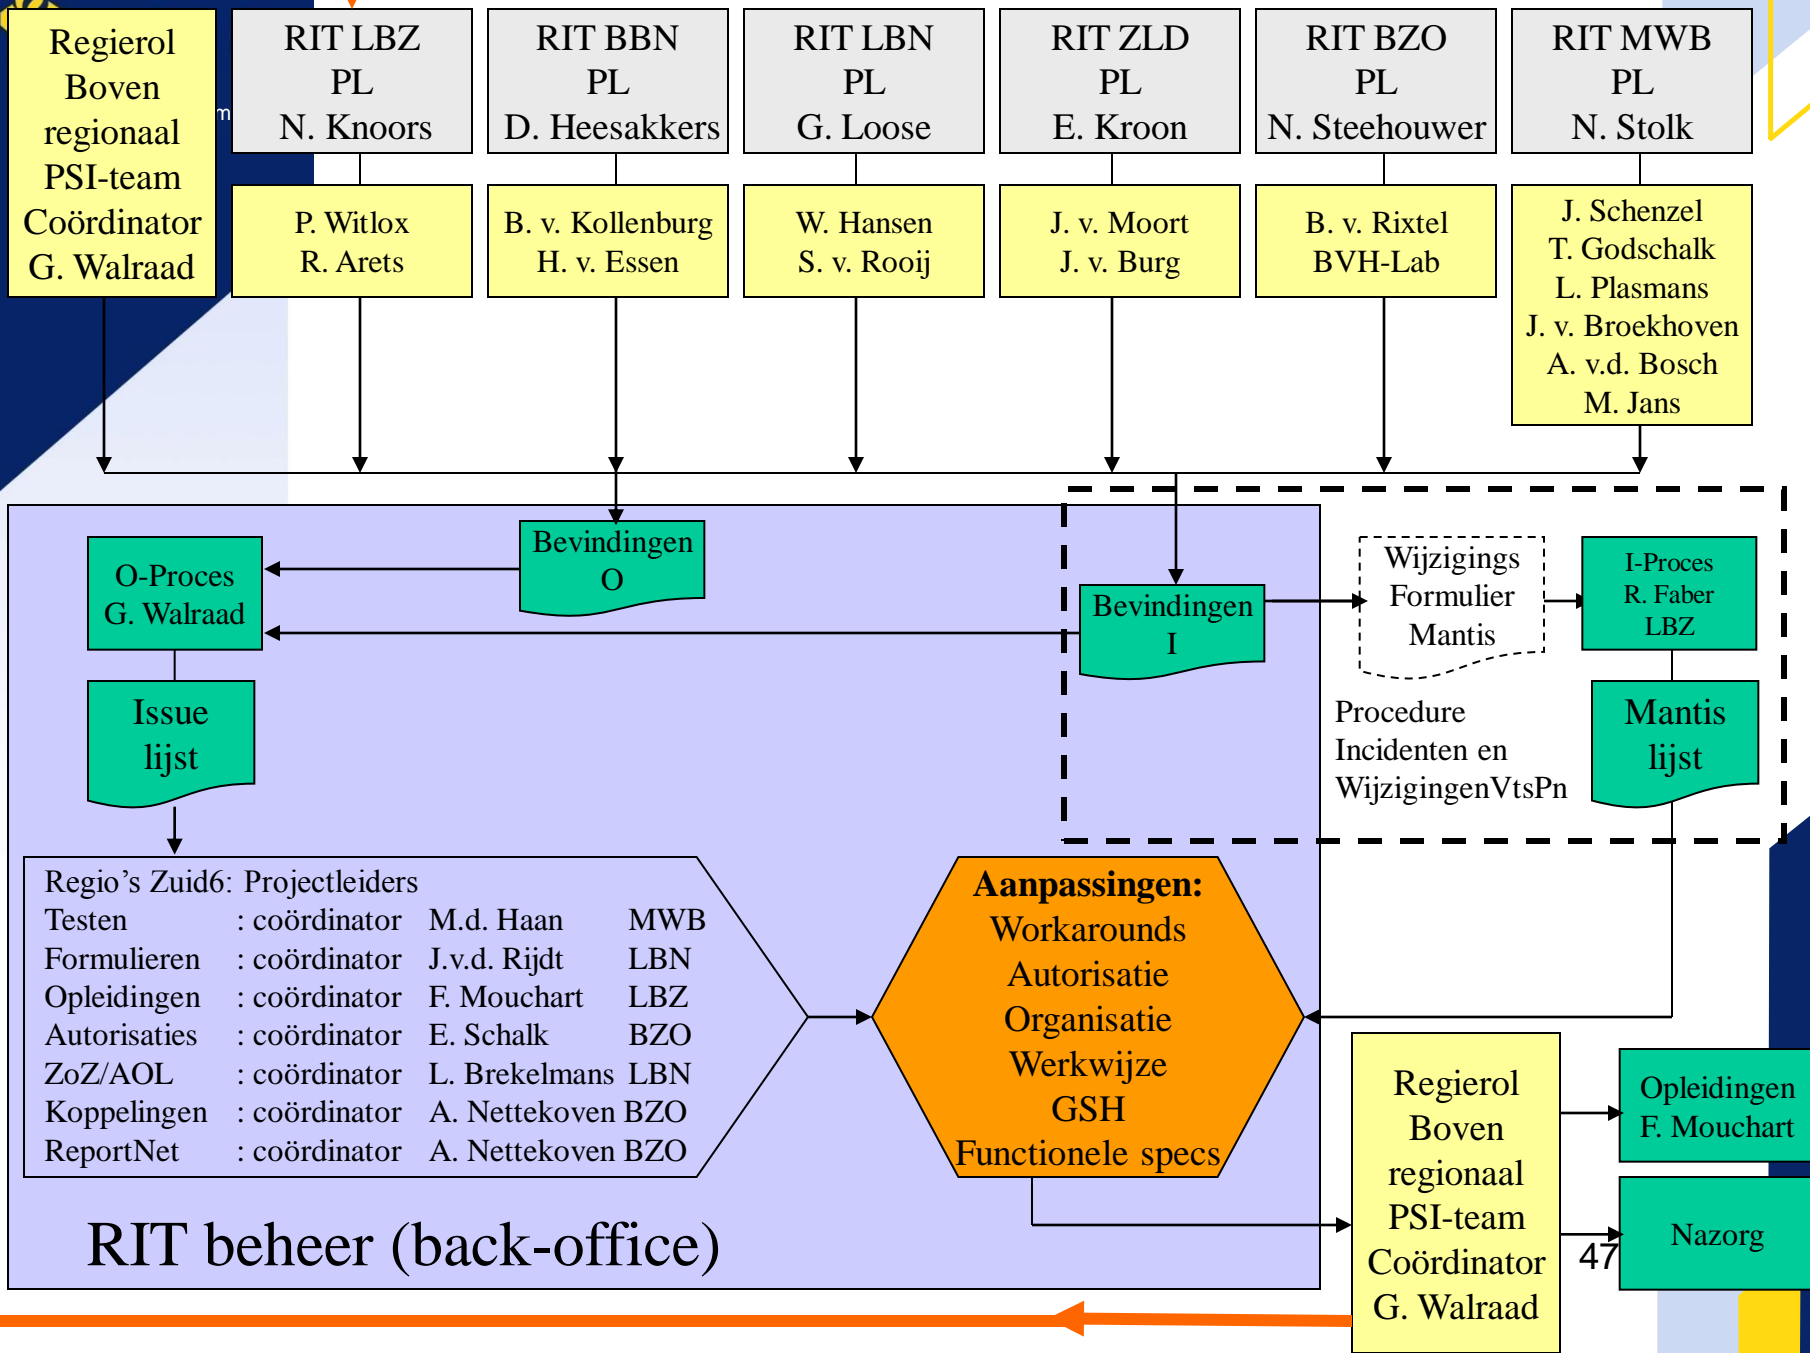 Regierol
Boven
regionaal
PSI-team
Coördinator
G. Walraad
m
RIT LBZ
PL
N. Knoors
RIT BBN
PL
D. Heesakkers
RIT LBN
PL
G. Loose
RIT ZLD
PL
E. Kroon
RIT BZO
PL
N. Steehouwer
RIT MWB
PL
N. Stolk
P. Witlox
R. Arets
B. v. Kollenburg
H. v. Essen
W. Hansen
S. v. Rooij
J. v. Moort
J. v. Burg
B. v. Rixtel
BVH-Lab
J. Schenzel
T. Godschalk
L. Plasmans
J. v. Broekhoven
A. v.d. Bosch
M. Jans
O-Proces
G. Walraad
Bevindingen
O
Bevindingen
I
Wijzigings
Formulier
Mantis
I-Proces
R. Faber
LBZ
Issue
lijst
Procedure
Incidenten en
WijzigingenVtsPn
Mantis
lijst
Regio’s Zuid6: Projectleiders
Testen : coördinator M.d. Haan MWB
Formulieren : coördinator J.v.d. Rijdt LBN
Opleidingen : coördinator F. Mouchart LBZ
Autorisaties : coördinator E. Schalk BZO
ZoZ/AOL : coördinator L. Brekelmans LBN
Koppelingen : coördinator A. Nettekoven BZO
ReportNet : coördinator A. Nettekoven BZO
Aanpassingen:
Workarounds
Autorisatie
Organisatie
Werkwijze
GSH
Functionele specs
Regierol
Boven
regionaal
PSI-team
Coördinator
G. Walraad
Opleidingen
F. Mouchart
Nazorg
47
RIT beheer (back-office)